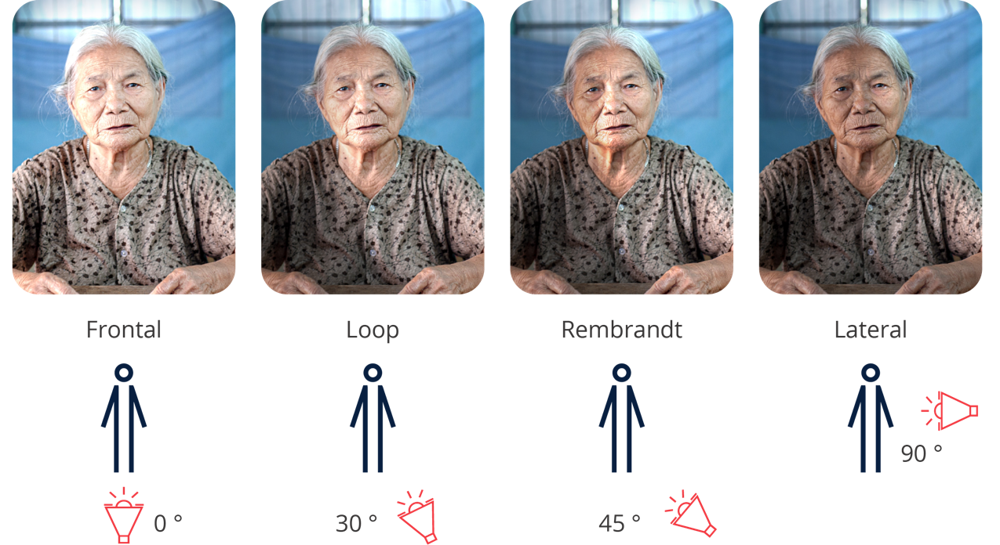 Frontal
Loop
Rembrandt
Lateral
0 °
30 °
45 °
90 °